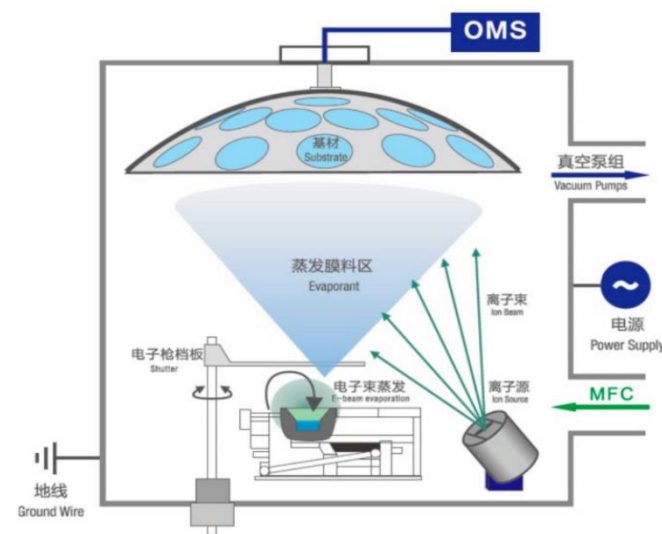 OMS
基材
Substrate
真空泵组
Vacuum Pumps
蒸发膜料区
Evaporant
离子束
Ion Beam
电源
Power Supply
电子枪档板
Shutter
电子束蒸发
E-beam evaporation
离子源
Ion Source
MFC
地线
Ground Wire